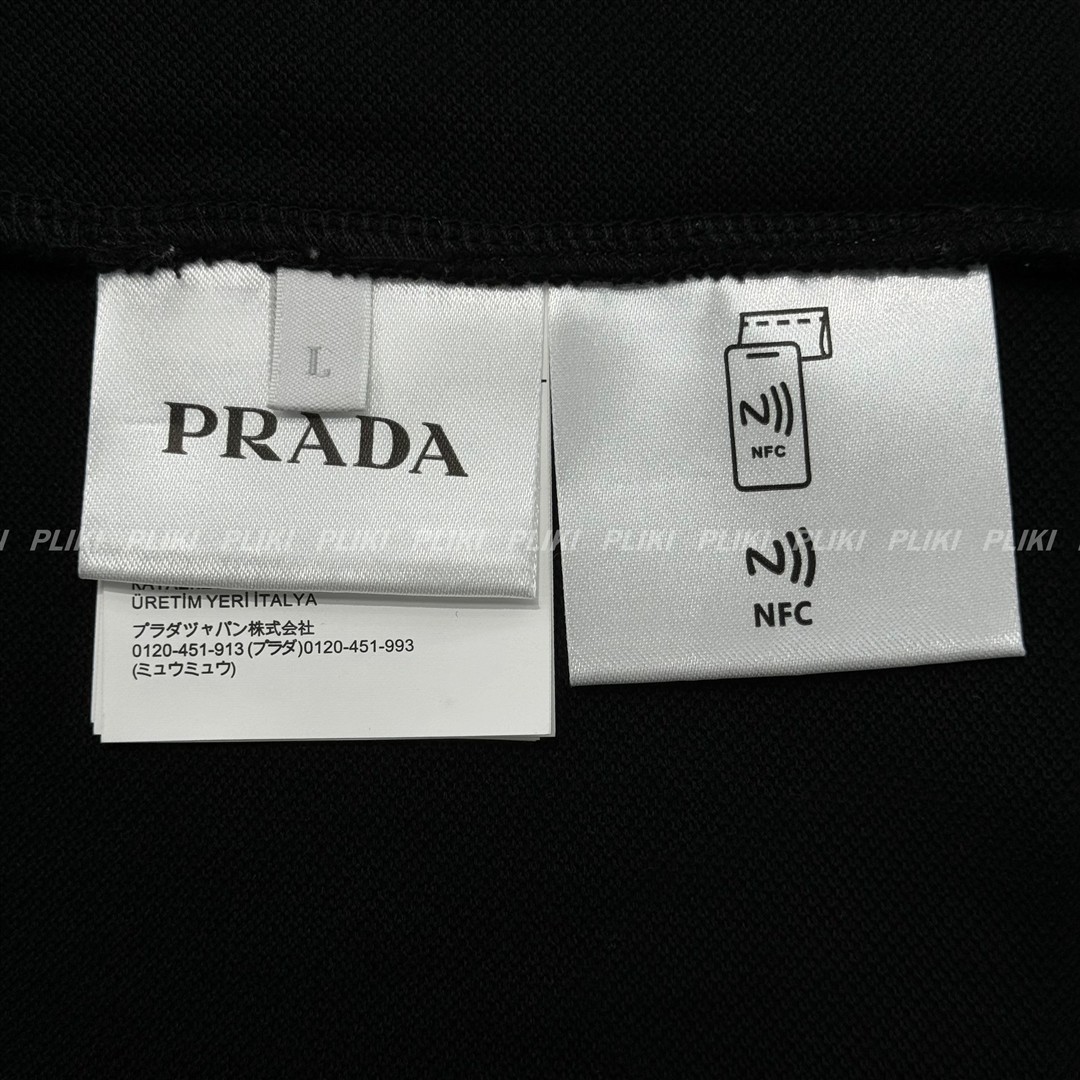 L
PRADA
NFC
PLIKI PLIKI PLIKI PLIKI PLIKI PLIKI PLIKI PLIKI PLIKI PLIKI PLIKI
NFC
ÜRETİM YERİ İTALYA
プラダジャパン株式会社
0120-451-913 (プラダ)0120-451-993
(ミュウミュウ)